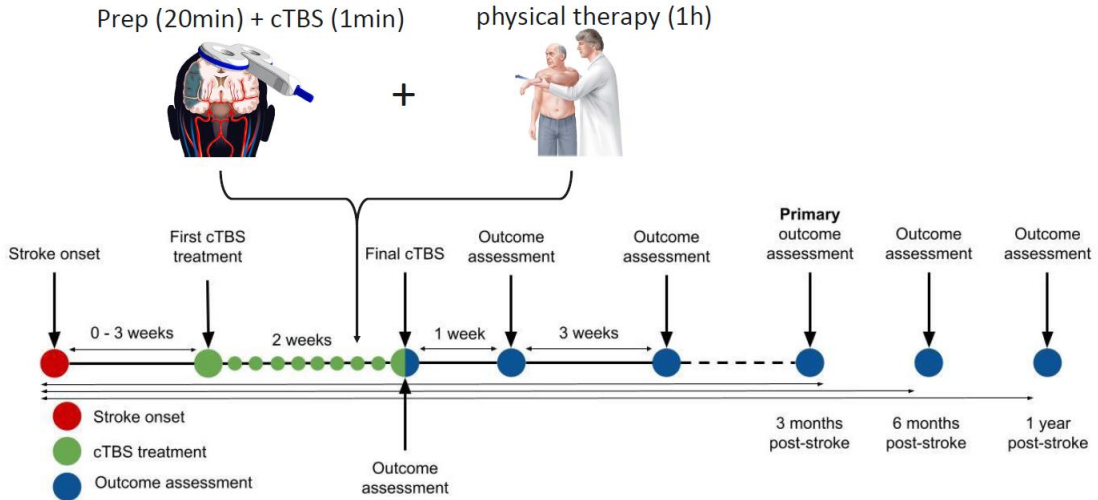 Prep (20min) + cTBS (1min)
physical therapy (1h)
+
Stroke onset
First cTBS
treatment
Final cTBS
Outcome
assessment
Outcome
assessment
Primary
outcome
assessment
Outcome
assessment
Outcome
assessment
0 - 3 weeks
2 weeks
1 week
3 weeks
Stroke onset
cTBS treatment
Outcome assessment
Outcome
assessment
3 months
post-stroke
6 months
post-stroke
1 year
post-stroke